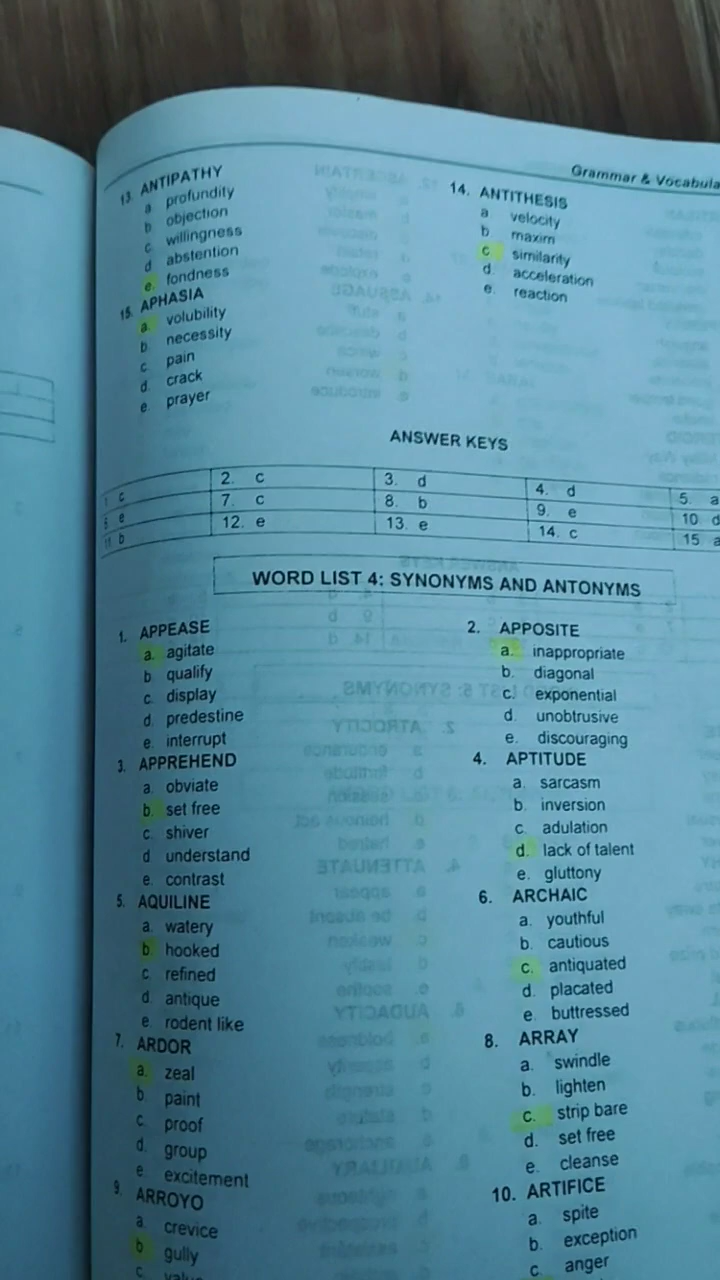 Grammar & Vocabula
13. ANTIPATHY
a profundity
b objection
c willingness
d abstention
e. fondness
14. ANTITHESIS
a velocity
b maxim
c similarity
d. acceleration
e. reaction
15. APHASIA
a. volubility
b. necessity
c. pain
d. crack
e. prayer
ANSWER KEYS
1 c 2. c 3. d 4. d 5. a
6 e 7. c 8. b 9. e 10. d
11 b 12. e 13. e 14. c 15 a
WORD LIST 4: SYNONYMS AND ANTONYMS
1. APPEASE
a. agitate
b qualify
c. display
d. predestine
e. interrupt
2. APPOSITE
a. inappropriate
b. diagonal
c. exponential
d. unobtrusive
e. discouraging
3. APPREHEND
a. obviate
b. set free
c. shiver
d understand
e. contrast
4. APTITUDE
a. sarcasm
b. inversion
c. adulation
d. lack of talent
e. gluttony
5. AQUILINE
a. watery
b. hooked
c. refined
d. antique
e. rodent like
6. ARCHAIC
a. youthful
b. cautious
c. antiquated
d. placated
e. buttressed
7. ARDOR
a. zeal
b. paint
c. proof
d. group
e. excitement
8. ARRAY
a. swindle
b. lighten
c. strip bare
d. set free
e. cleanse
9. ARROYO
a. crevice
b. gully
c.
10. ARTIFICE
a. spite
b. exception
c. anger